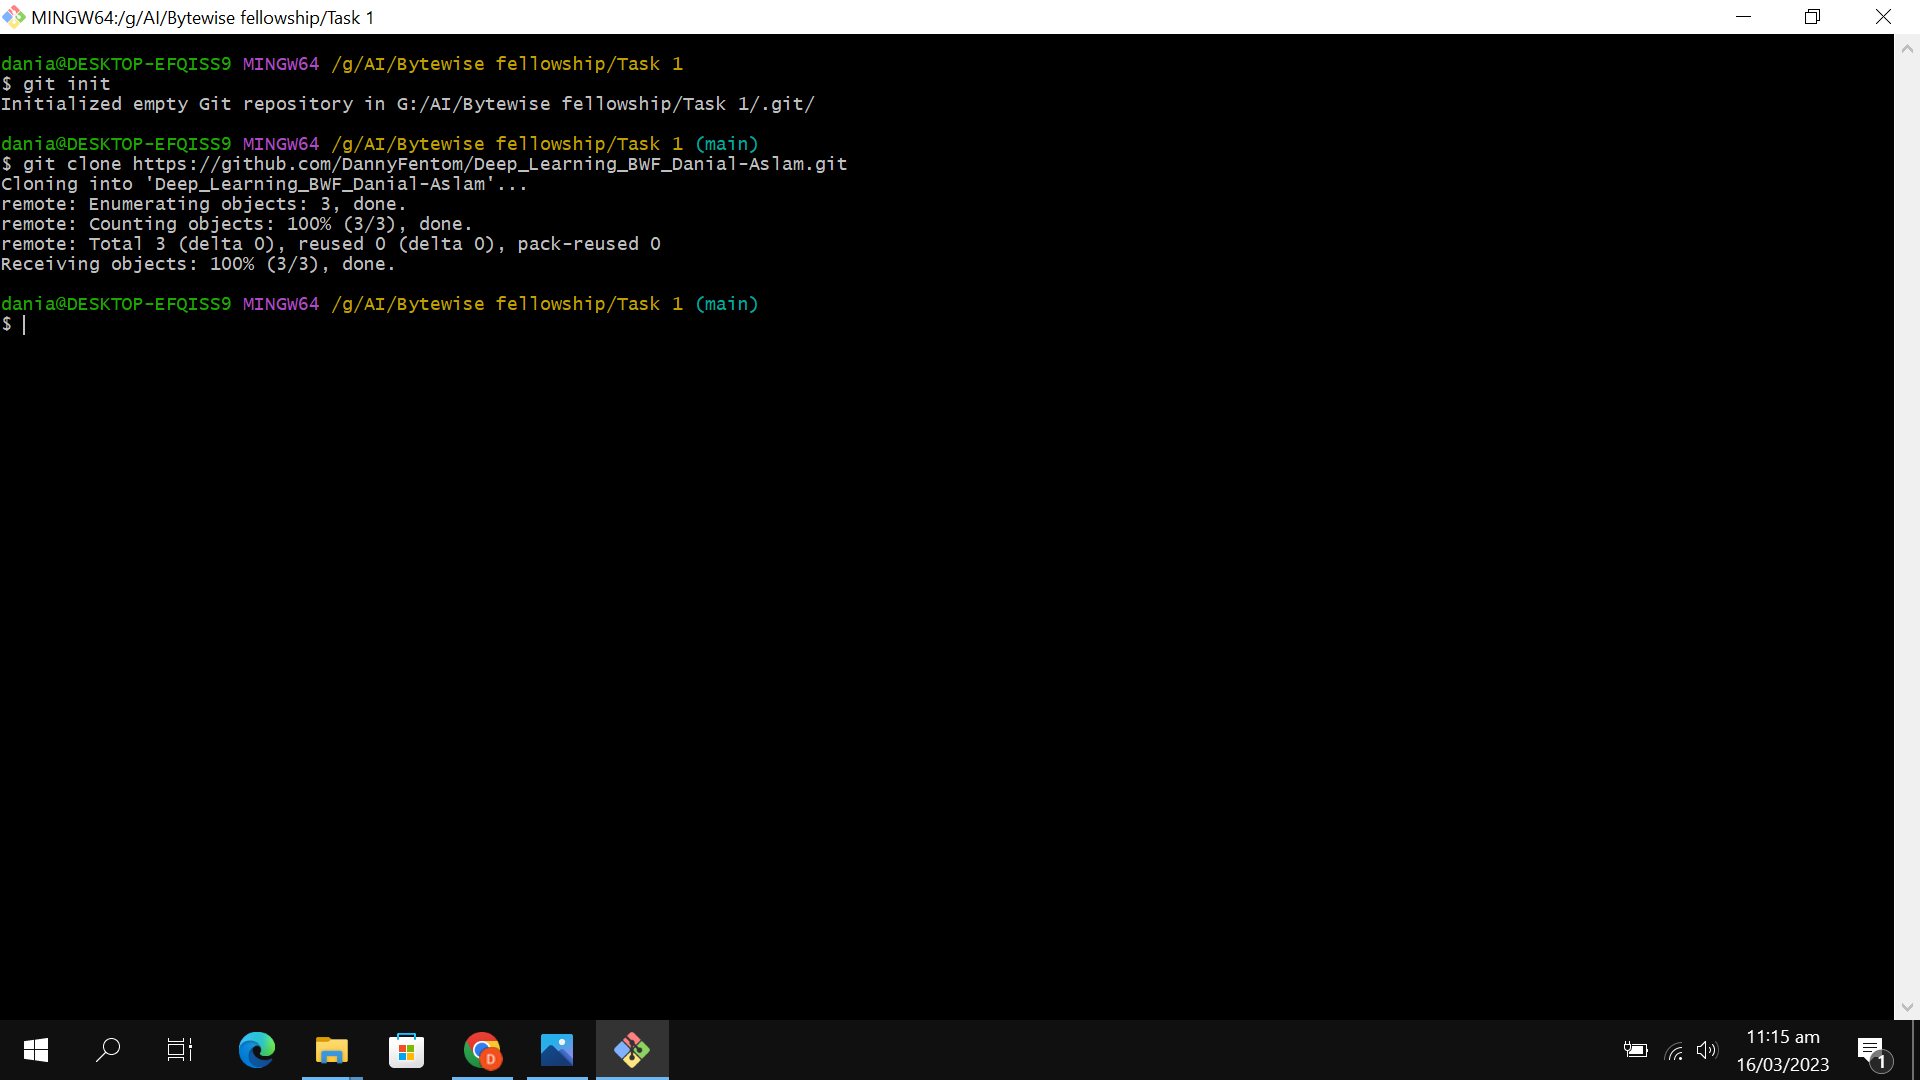 MINGW64:/g/AI/Bytewise fellowship/Task 1
dania@DESKTOP-EFQISS9 MINGW64 /g/AI/Bytewise fellowship/Task 1
$ git init
Initialized empty Git repository in G:/AI/Bytewise fellowship/Task 1/.git/
dania@DESKTOP-EFQISS9 MINGW64 /g/AI/Bytewise fellowship/Task 1 (main)
$ git clone https://github.com/DannyFentom/Deep_Learning_BWF_Danial-Aslam.git
Cloning into 'Deep_Learning_BWF_Danial-Aslam'...
remote: Enumerating objects: 3, done.
remote: Counting objects: 100% (3/3), done.
remote: Total 3 (delta 0), reused 0 (delta 0), pack-reused 0
Receiving objects: 100% (3/3), done.
dania@DESKTOP-EFQISS9 MINGW64 /g/AI/Bytewise fellowship/Task 1 (main)
$
D
11:15 am
16/03/2023
1